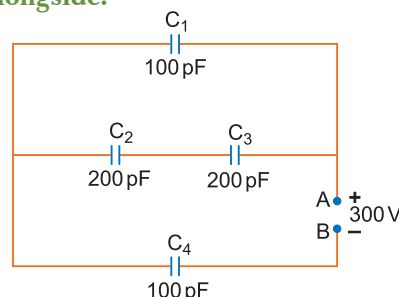 alongside.
C1
100 pF
C2
C3
200 pF
200 pF
A
+
300 V
B
−
C4
100 pF